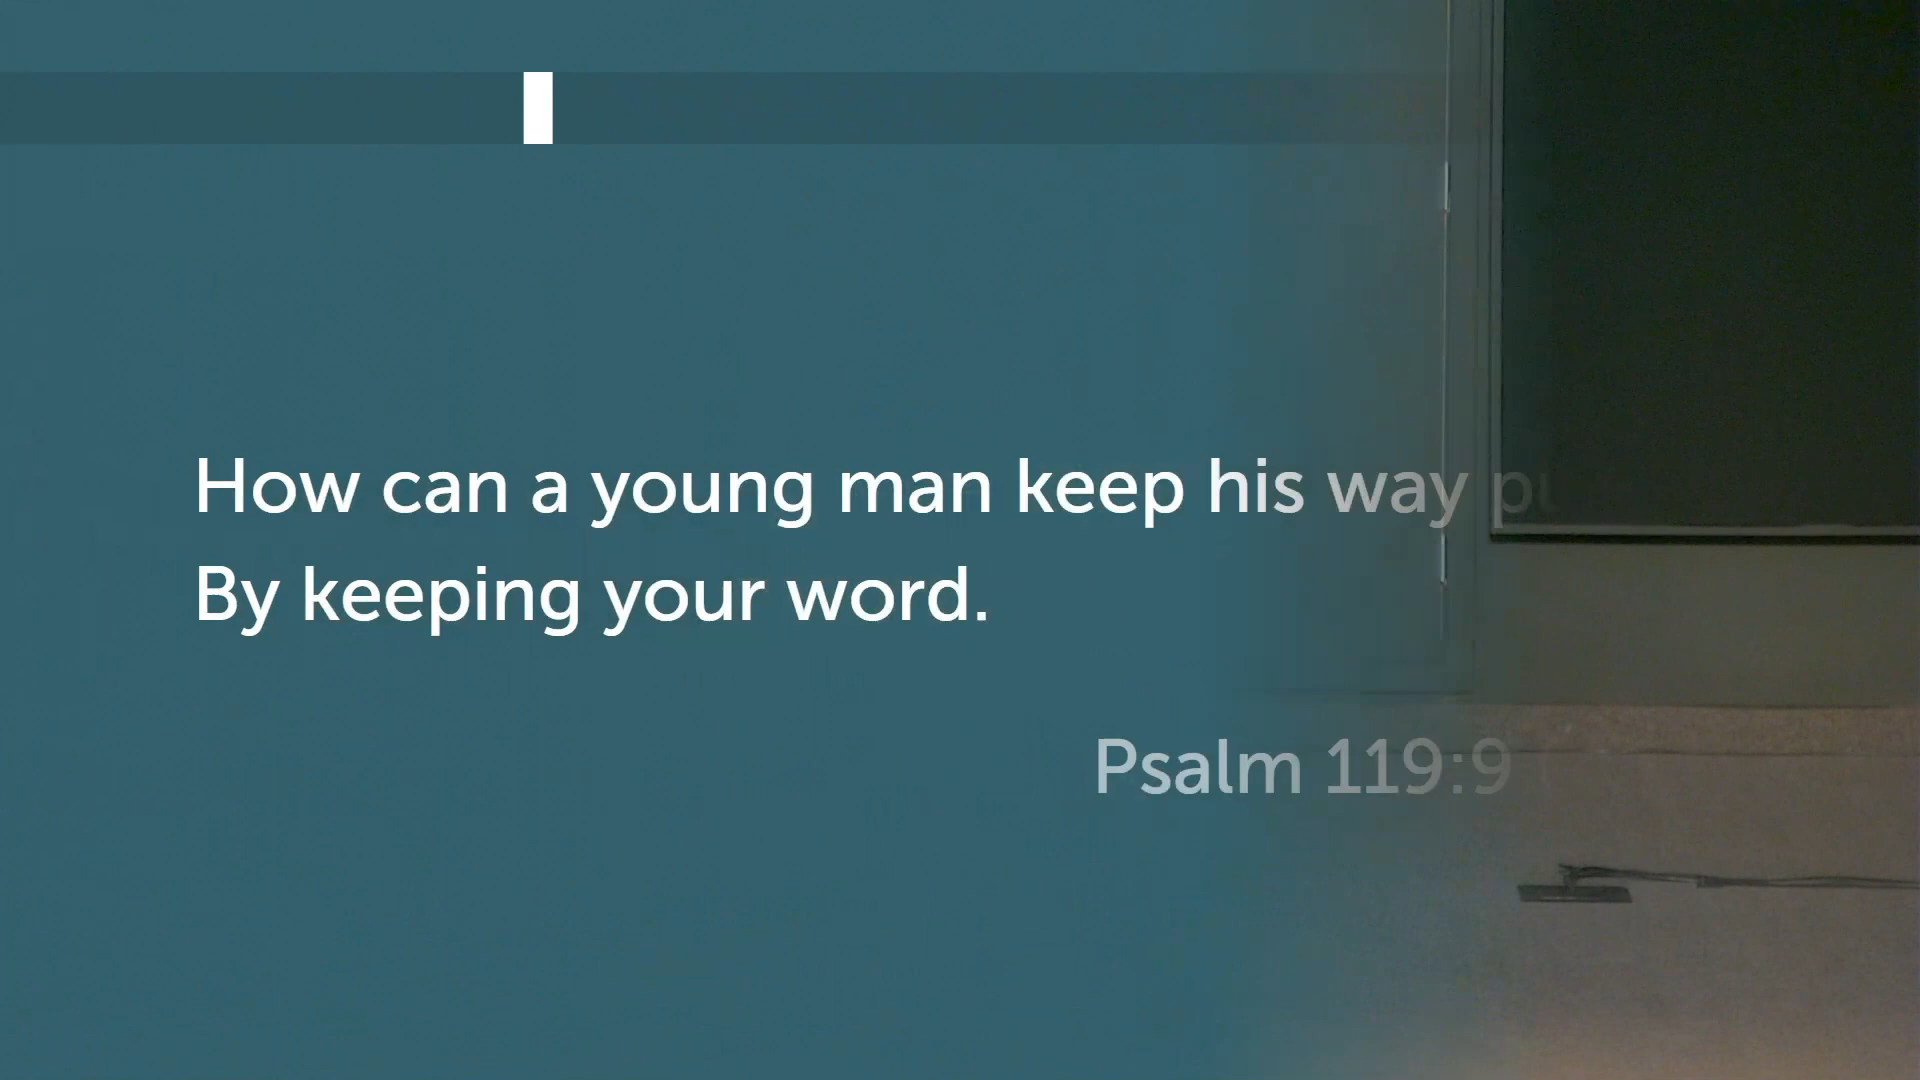 How can a young man keep his way
By keeping your word.
Psalm 119:9